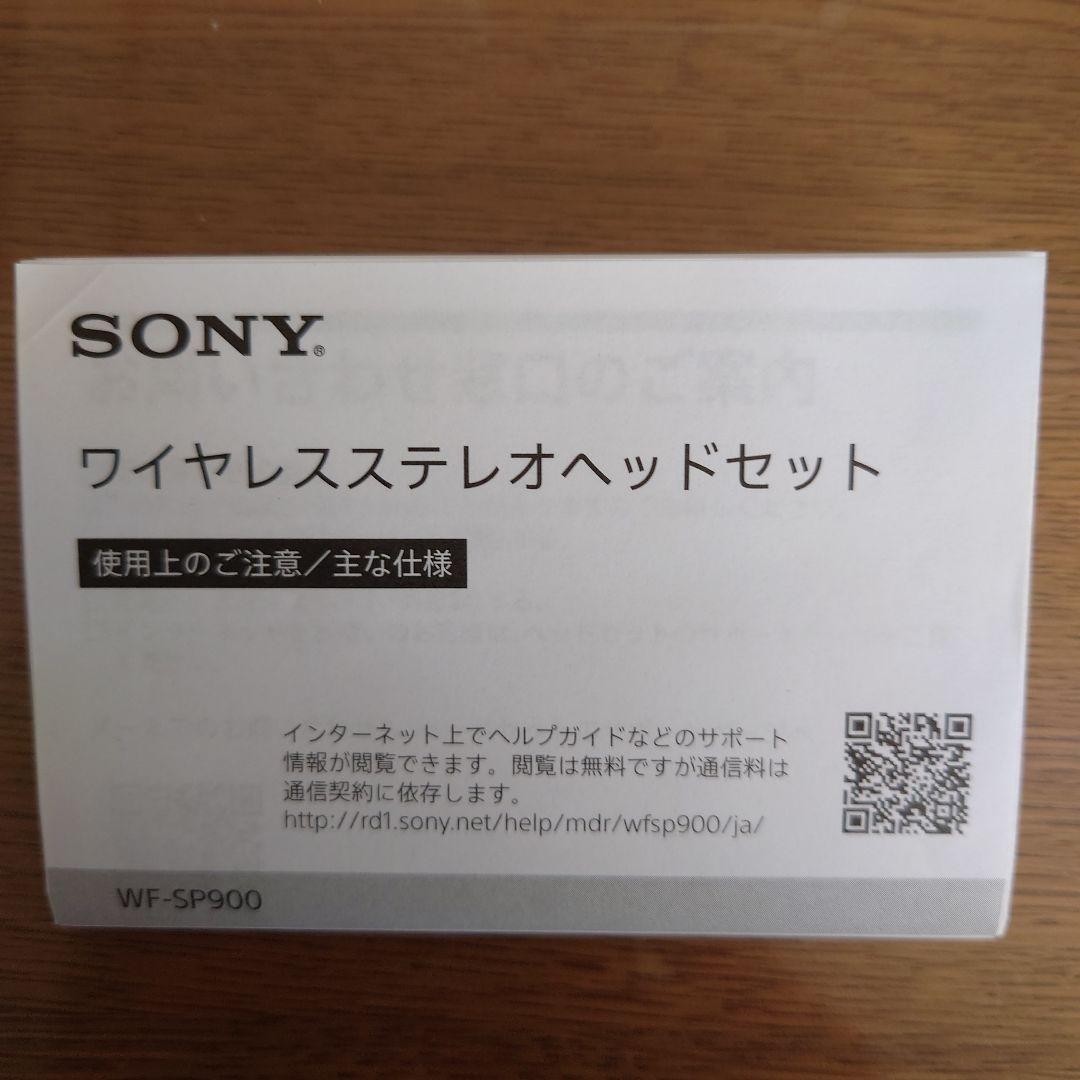 SONY®
ワイヤレスステレオヘッドセット
使用上のご注意／主な仕様
インターネット上でヘルプガイドなどのサポート
情報が閲覧できます。閲覧は無料ですが通信料は
通信契約に依存します。
http://rd1.sony.net/help/mdr/wfsp900/ja/
WF-SP900